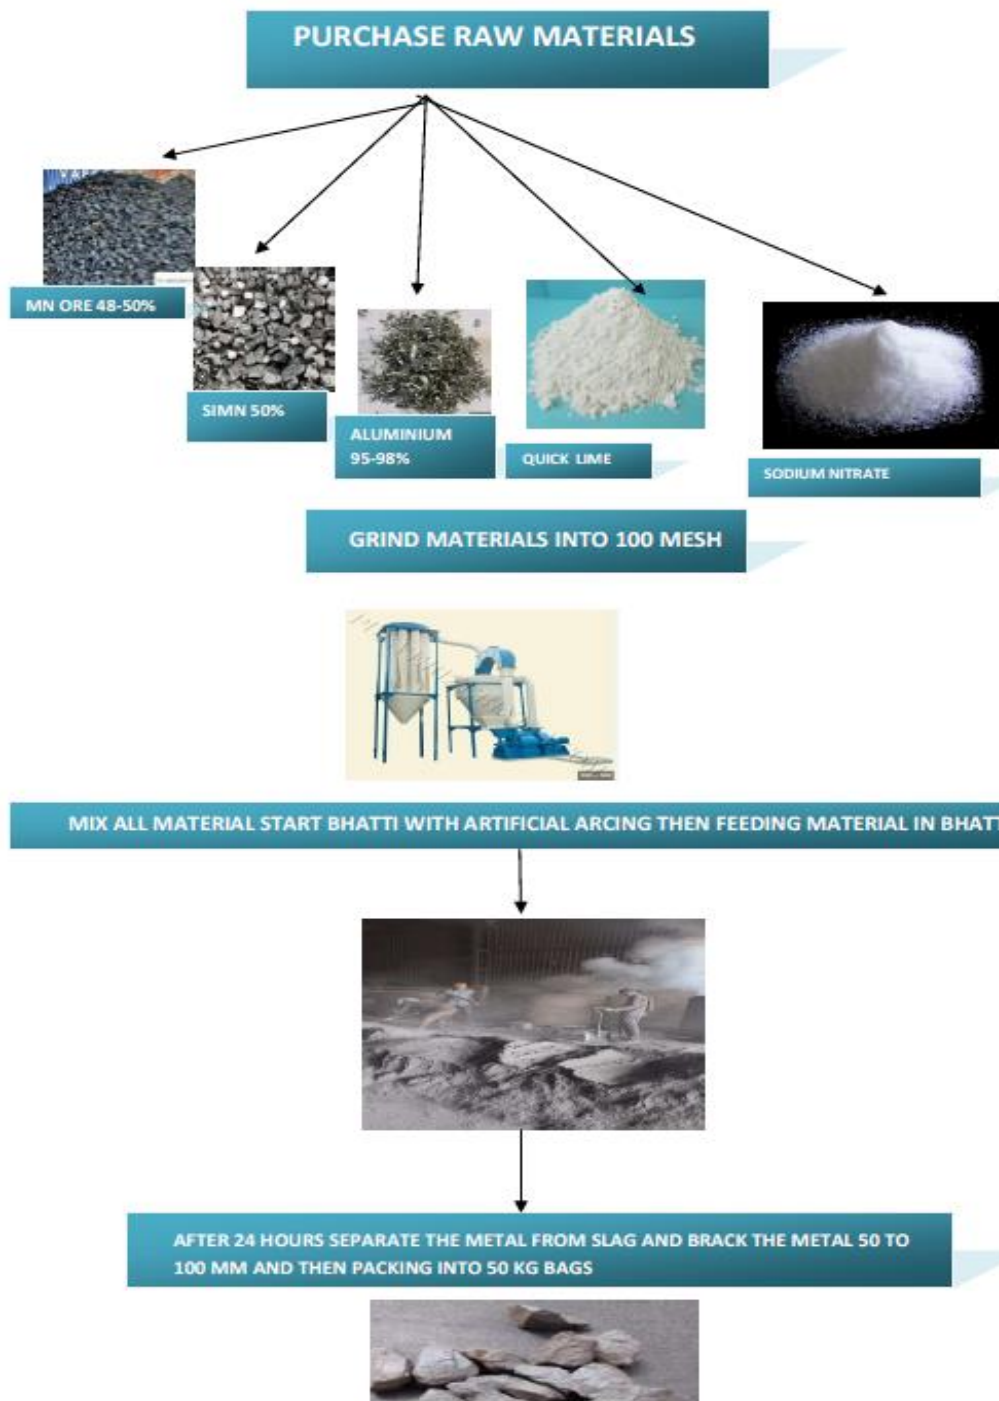 PURCHASE RAW MATERIALS
MN ORE 48-50%
SIMN 50%
ALUMINIUM
95-98%
QUICK LIME
SODIUM NITRATE
GRIND MATERIALS INTO 100 MESH
MIX ALL MATERIAL START BHATTI WITH ARTIFICIAL ARCING THEN FEEDING MATERIAL IN BHATT
AFTER 24 HOURS SEPARATE THE METAL FROM SLAG AND BRACK THE METAL 50 TO
100 MM AND THEN PACKING INTO 50 KG BAGS